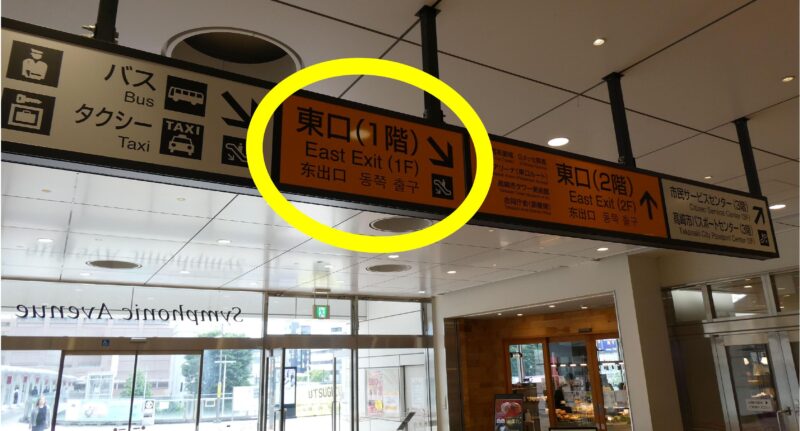 バス
Bus
タクシー
Taxi
TAXI
東口(1階)
East Exit (1F)
东出口 동쪽 출구
東口(2階)
East Exit (2F)
东出口 동쪽 출구
市民サービスセンター(3階)
Citizen Service Center (3F)
高崎市パスポートセンター(3階)
Takasaki City Passport Center (3F)
Symphonic Avenue